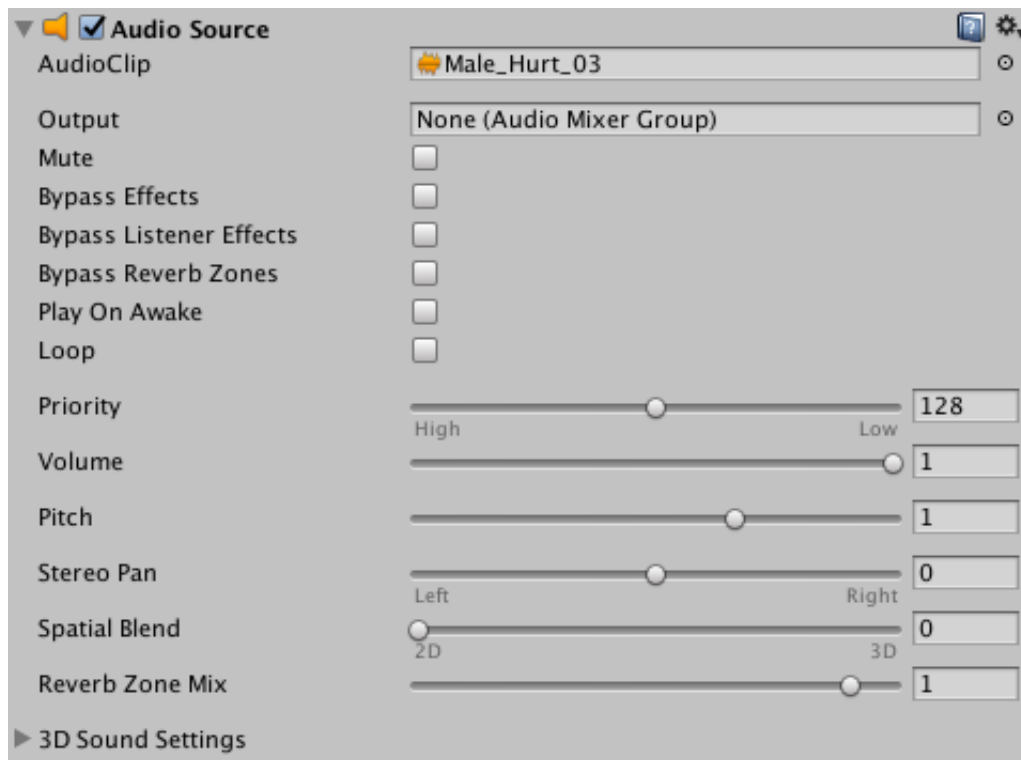 Audio Source
AudioClip Male_Hurt_03
Output None (Audio Mixer Group)
Mute
Bypass Effects
Bypass Listener Effects
Bypass Reverb Zones
Play On Awake
Loop
Priority 128
High Low
Volume 1
Pitch 1
Stereo Pan 0
Left Right
Spatial Blend 0
2D 3D
Reverb Zone Mix 1
3D Sound Settings